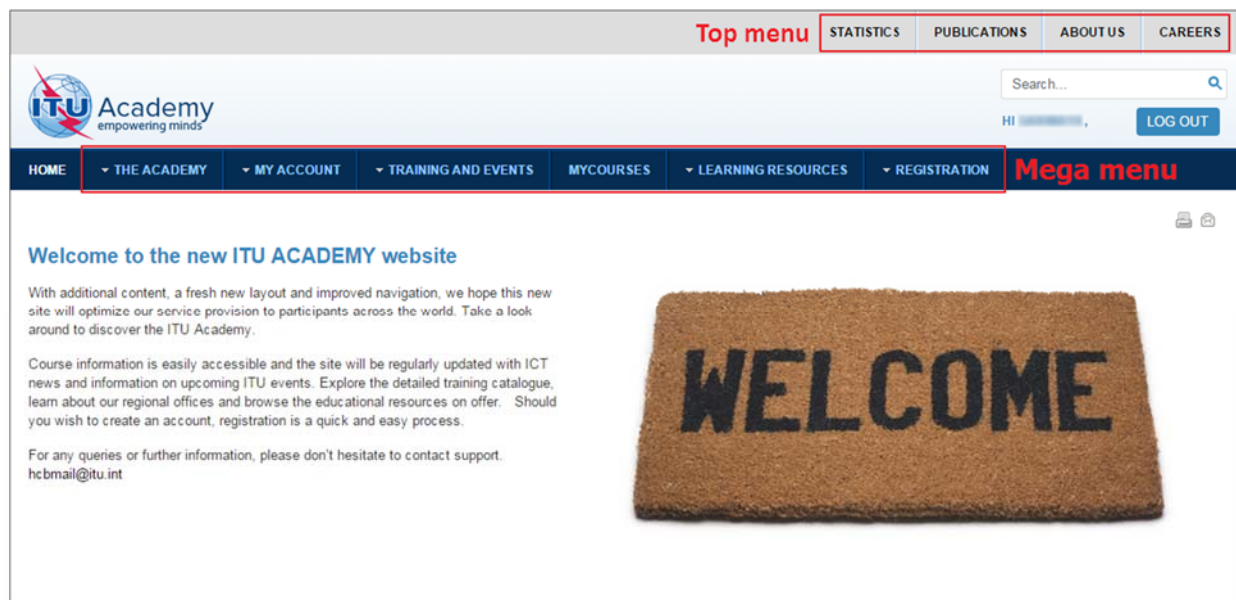 Top menu STATISTICS PUBLICATIONS ABOUT US CAREERS
ITU Academy
empowering minds
Search...
HI , LOG OUT
HOME THE ACADEMY MY ACCOUNT TRAINING AND EVENTS MYCOURSES LEARNING RESOURCES REGISTRATION Mega menu
Welcome to the new ITU ACADEMY website
With additional content, a fresh new layout and improved navigation, we hope this new
site will optimize our service provision to participants across the world. Take a look
around to discover the ITU Academy.
Course information is easily accessible and the site will be regularly updated with ICT
news and information on upcoming ITU events. Explore the detailed training catalogue,
learn about our regional offices and browse the educational resources on offer. Should
you wish to create an account, registration is a quick and easy process.
For any queries or further information, please don't hesitate to contact support.
hcbmail@itu.int
WELCOME